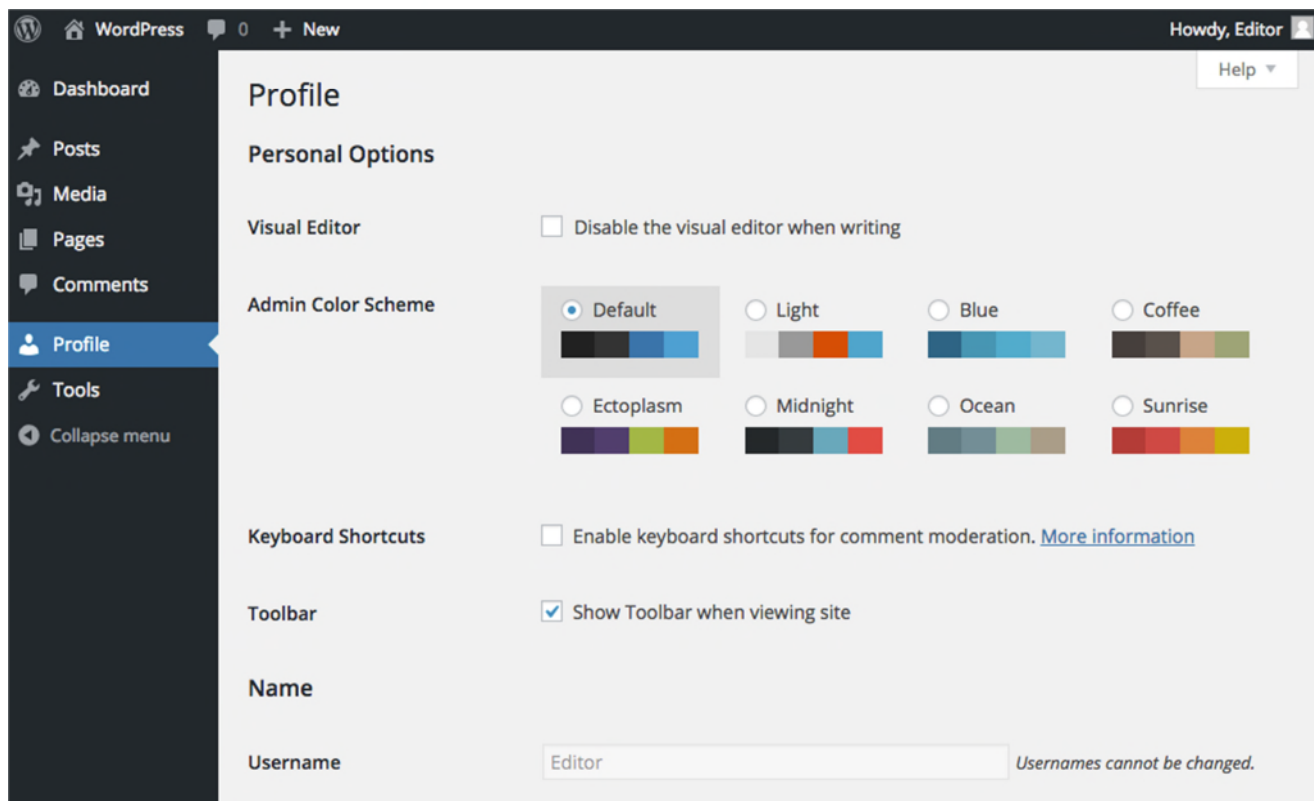 WordPress 0 New Howdy, Editor
Help
Dashboard
Posts
Media
Pages
Comments
Profile
Tools
Collapse menu
Profile
Personal Options
Visual Editor Disable the visual editor when writing
Admin Color Scheme
Default Light Blue Coffee
Ectoplasm Midnight Ocean Sunrise
Keyboard Shortcuts Enable keyboard shortcuts for comment moderation. More information
Toolbar Show Toolbar when viewing site
Name
Username Editor Usernames cannot be changed.